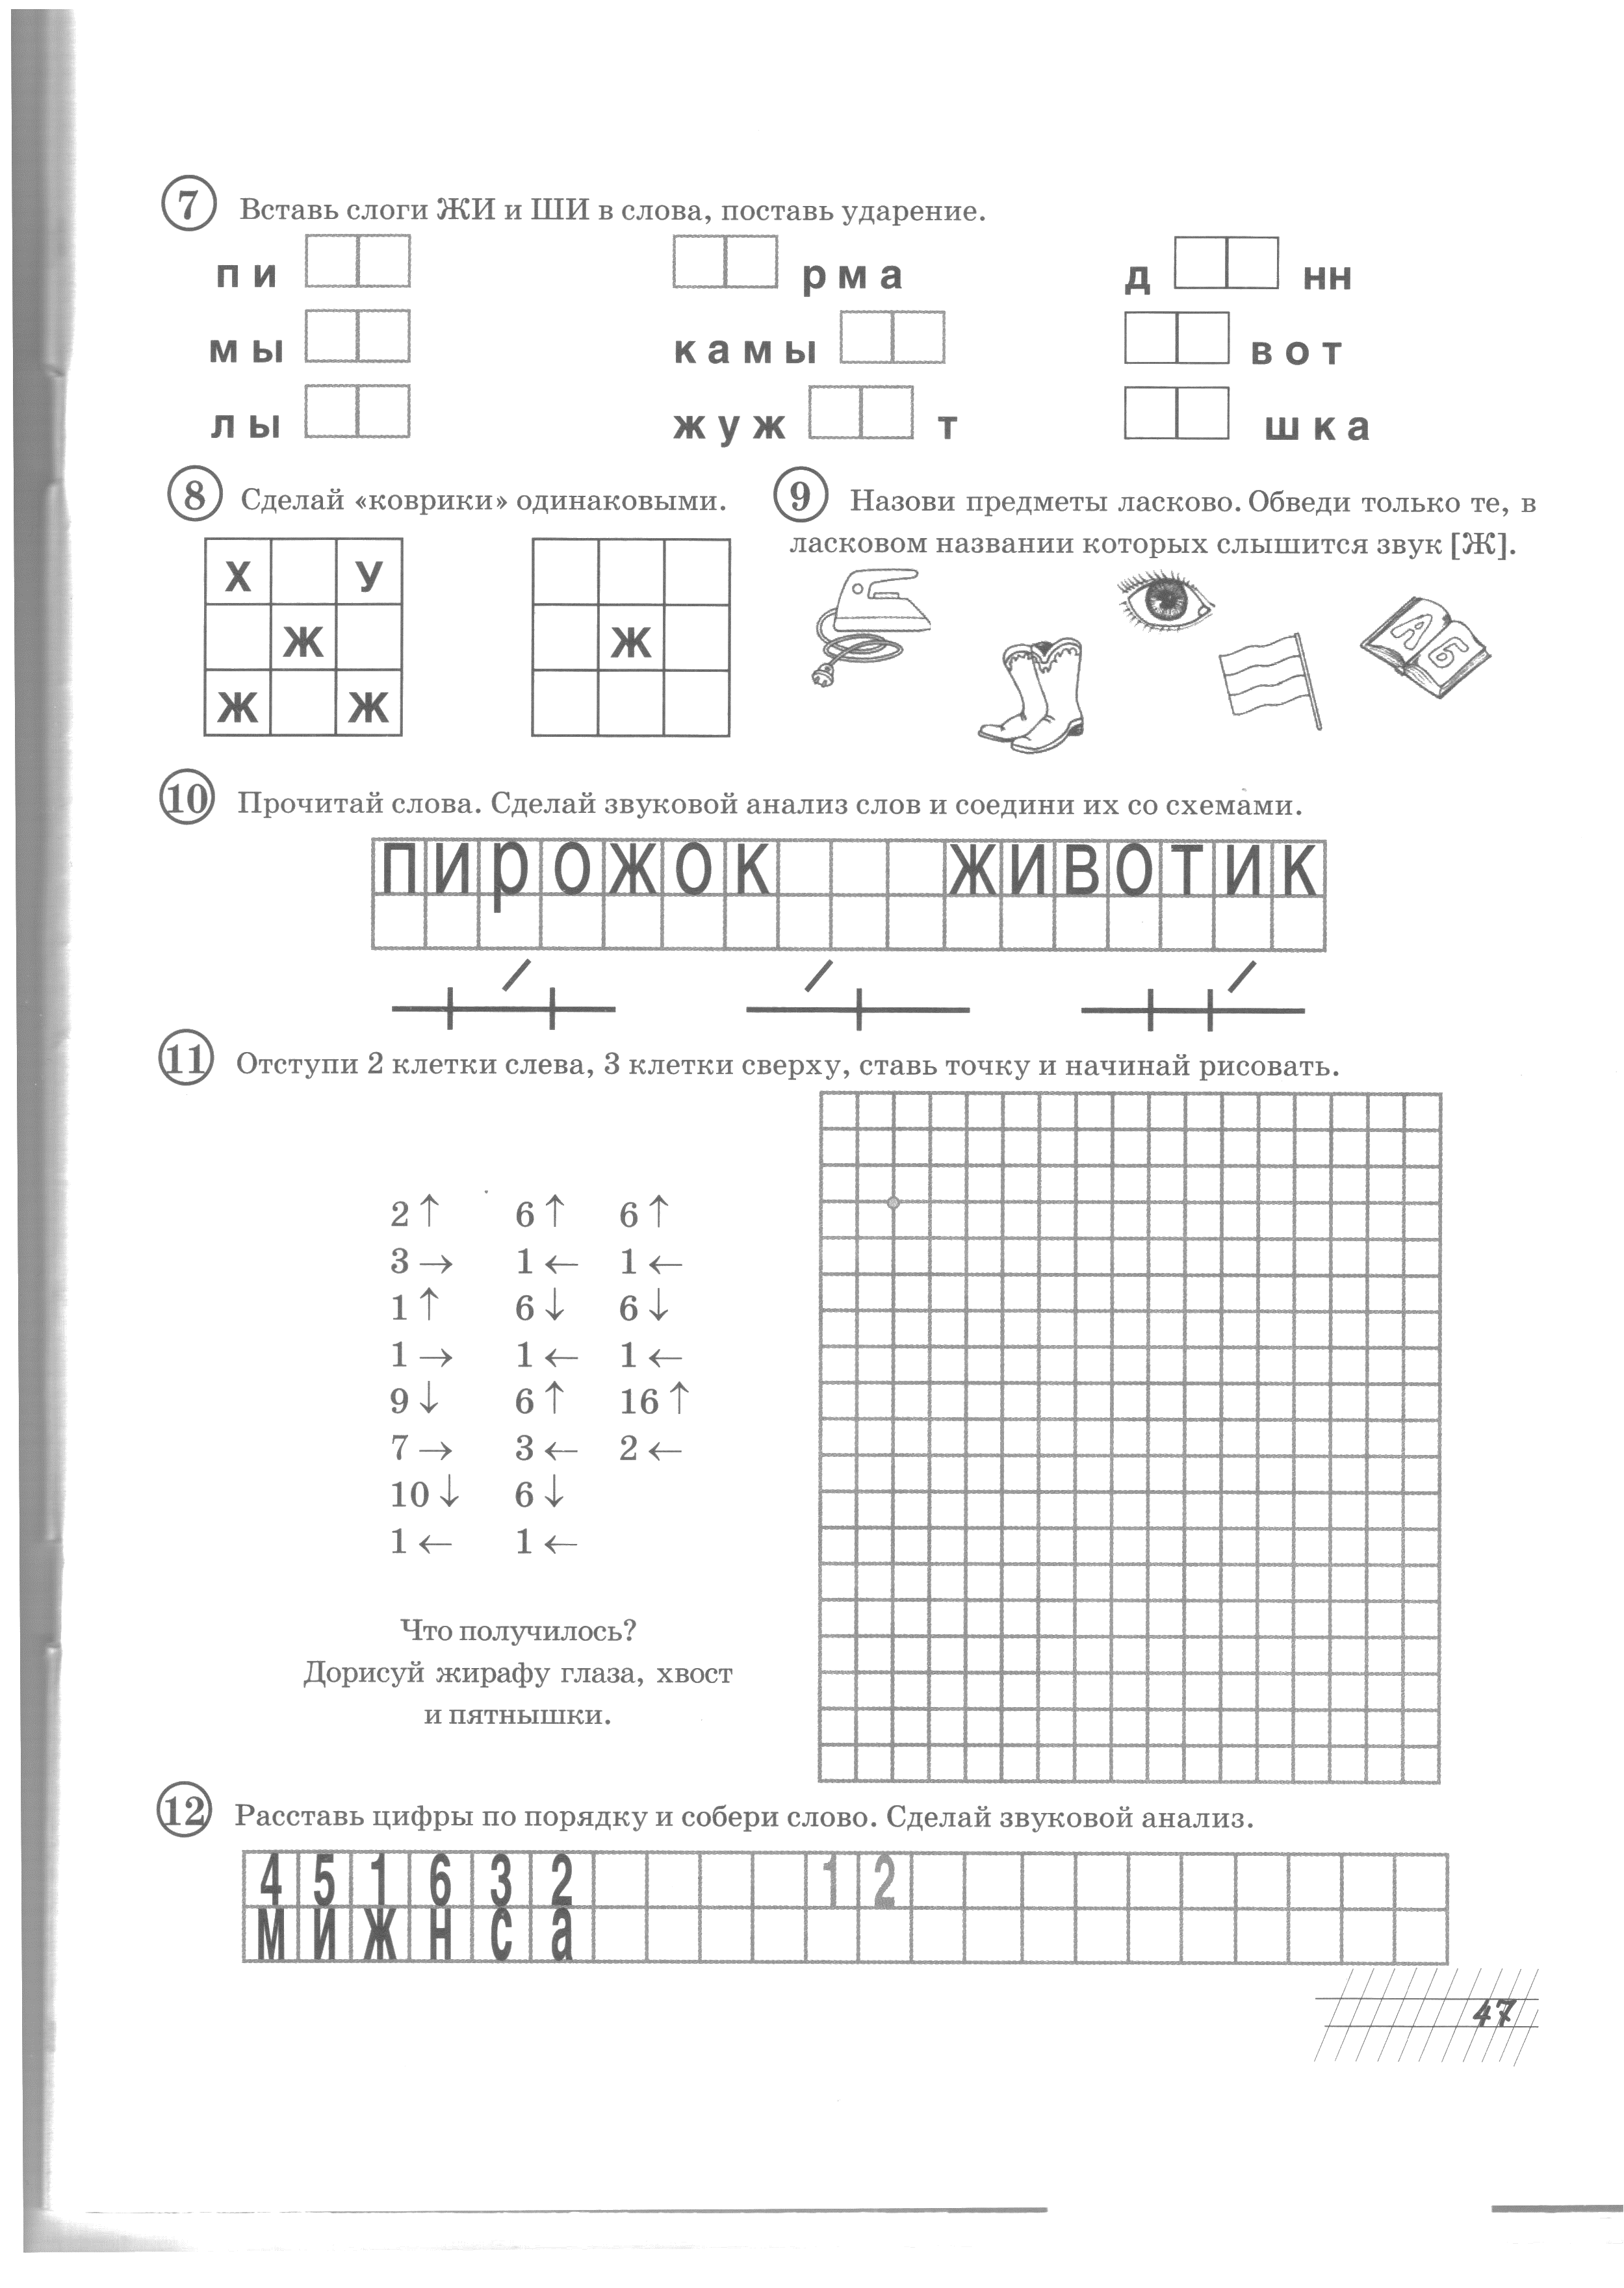 7 Вставь слоги ЖИ и ШИ в слова, поставь ударение.
пи рма д нн
мы камы вот
лы жуж т шка
8 Сделай «коврики» одинаковыми.
Х У
Ж Ж
Ж Ж
9 Назови предметы ласково. Обведи только те, в
ласковом названии которых слышится звук [Ж].
А Б
10 Прочитай слова. Сделай звуковой анализ слов и соедини их со схемами.
пирожок животик
11 Отступи 2 клетки слева, 3 клетки сверху, ставь точку и начинай рисовать.
2 ↑ 6 ↑ 6 ↑
3 → 1 ← 1 ←
1 ↑ 6 ↓ 6 ↓
1 → 1 ← 1 ←
9 ↓ 6 ↑ 16 ↑
7 → 3 ← 2 ←
10 ↓ 6 ↓
1 ← 1 ←
Что получилось?
Дорисуй жирафу глаза, хвост
и пятнышки.
12 Расставь цифры по порядку и собери слово. Сделай звуковой анализ.
4 5 1 6 3 2 1 2
м и ж н с а
47